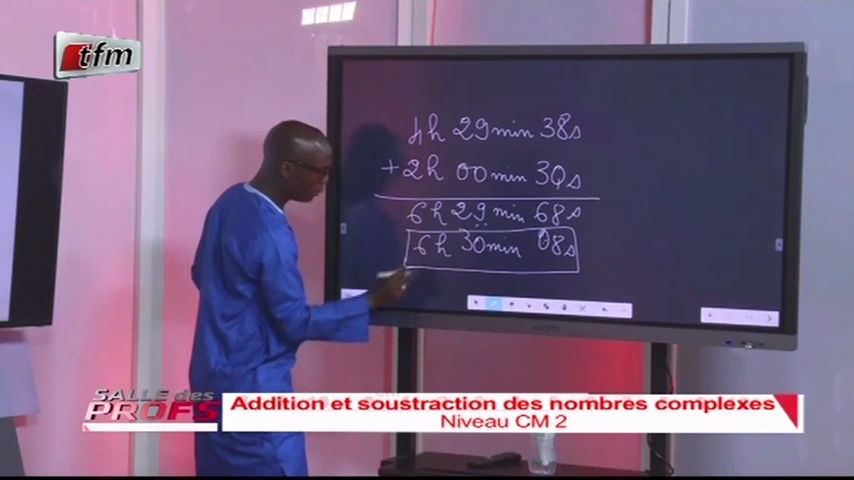 tfm
4h 29min 38s
+2h 00min 30s
6h 29min 68s
6h 30min 08s
SALLE des
PROFS
Addition et soustraction des nombres complexes
Niveau CM 2